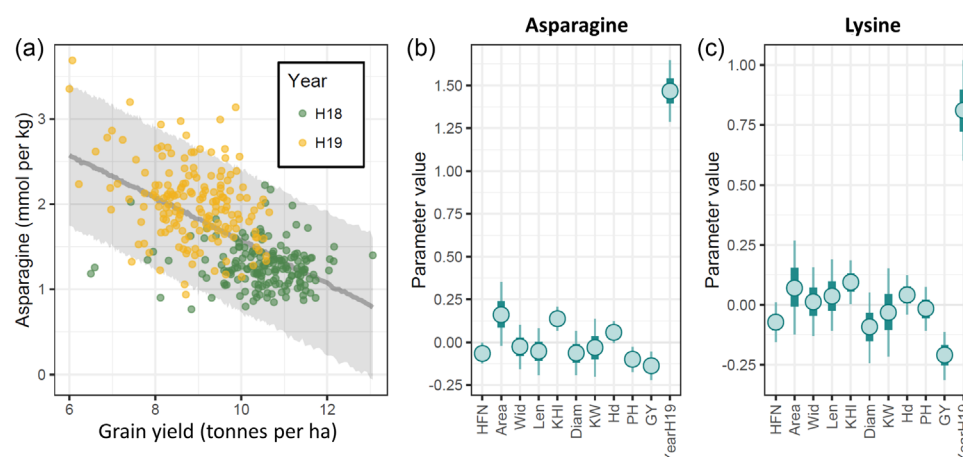 (a)
Asparagine (mmol per kg)
3
2
1
0
6
8
10
12
Grain yield (tonnes per ha)
Year
H18
H19
(b)
Asparagine
Parameter value
1.50
1.25
1.00
0.75
0.50
0.25
0.00
-0.25
HFN
Area
Wid
Len
KHI
Diam
KW
Hd
PH
GY
YearH19
(c)
Lysine
Parameter value
1.00
0.75
0.50
0.25
0.00
-0.25
HFN
Area
Wid
Len
KHI
Diam
KW
Hd
PH
GY
YearH19